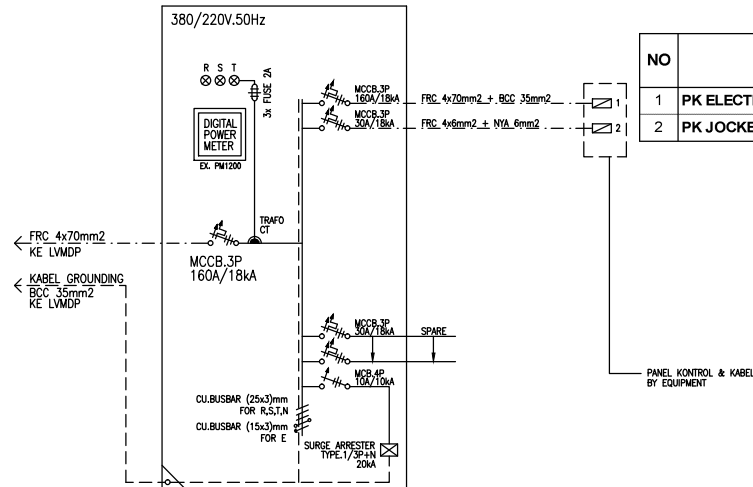 380/220V.50Hz
R S T
3x FUSE 2A
DIGITAL
POWER
METER
EX. PM1200
MCCB.3P
160A/18kA
FRC 4x70mm2 + BCC 35mm2
1
MCCB.3P
30A/18kA
FRC 4x6mm2 + NYA 6mm2
2
NO
1 PK ELECT
2 PK JOCKE
TRAFO
CT
FRC 4x70mm2
KE LVMDP
MCCB.3P
160A/18kA
KABEL GROUNDING
BCC 35mm2
KE LVMDP
MCCB.3P
30A/18kA
SPARE
MCB.4P
10A/10kA
PANEL KONTROL & KABEL
BY EQUIPMENT
CU.BUSBAR (25x3)mm
FOR R,S,T,N
CU.BUSBAR (15x3)mm
FOR E
SURGE ARRESTER
TYPE.1/3P+N
20kA